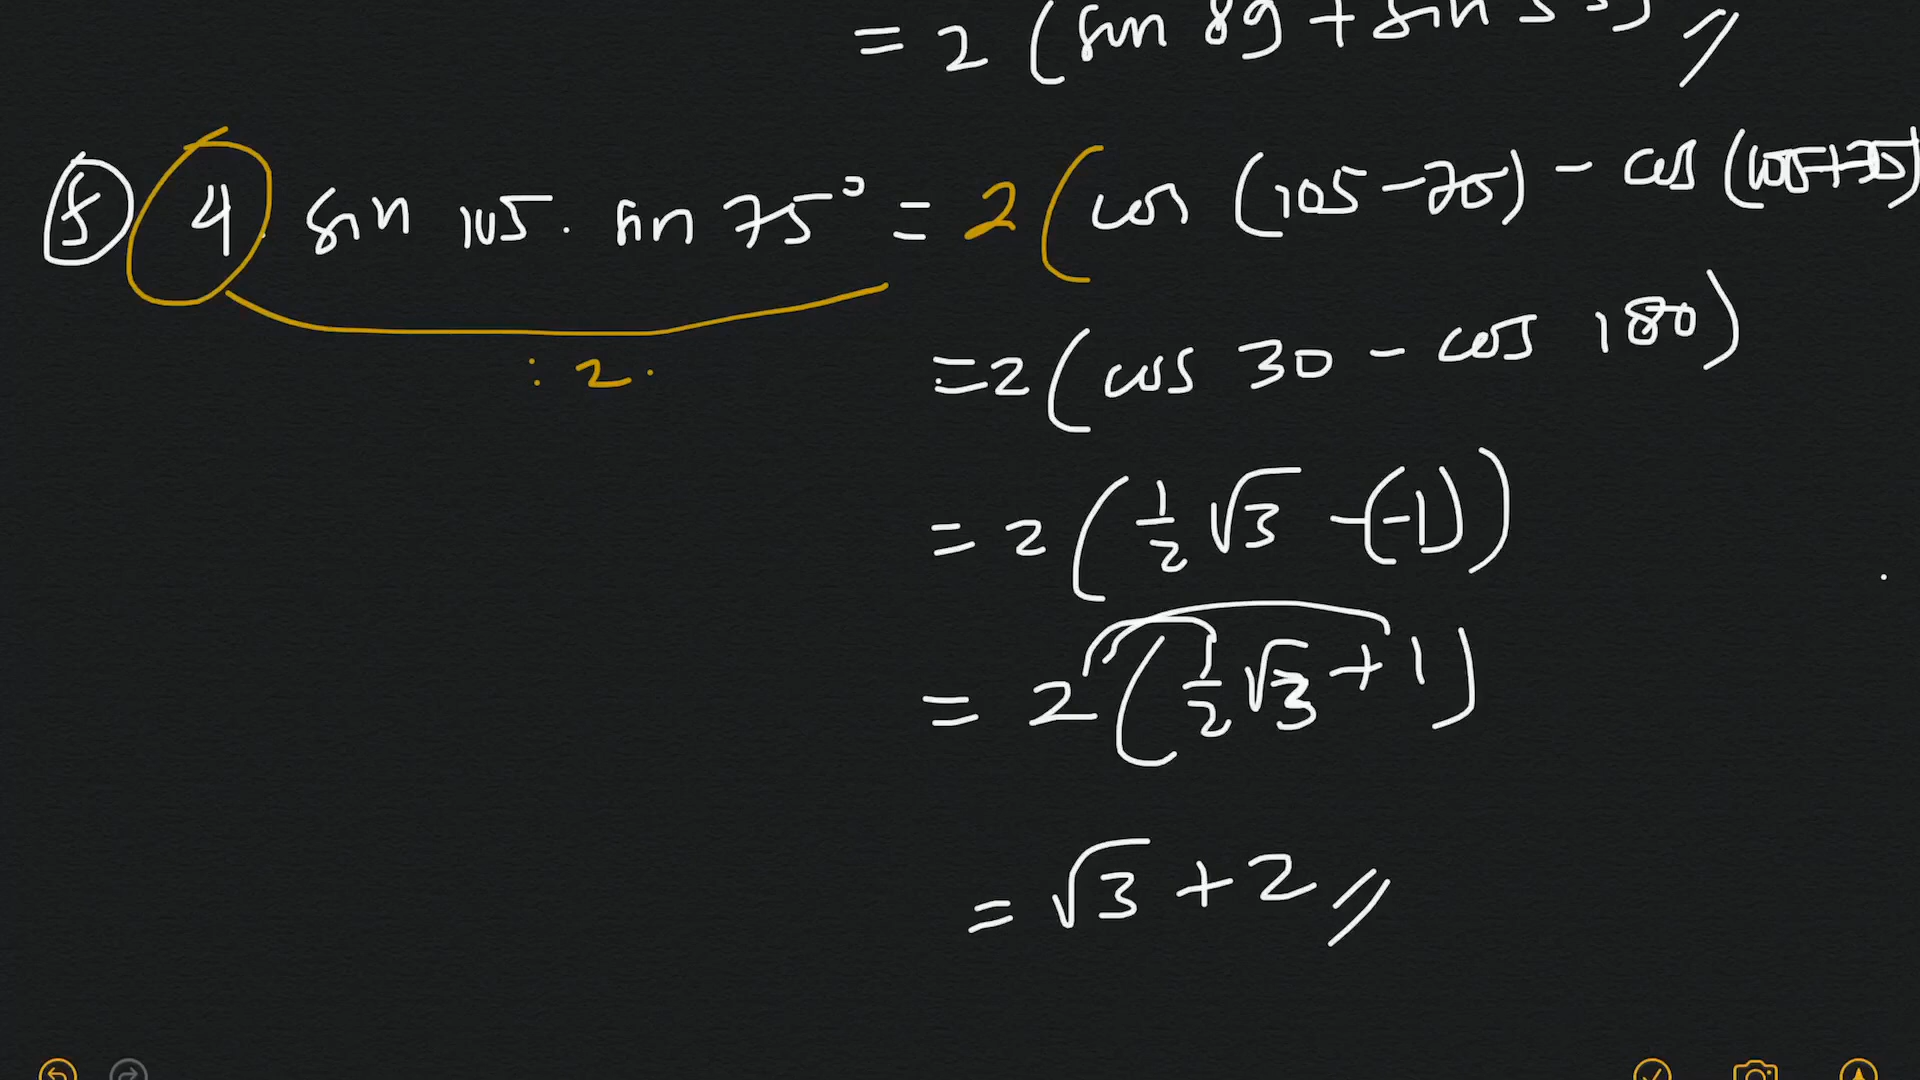 = 2 (sin 89 + sin
⑤ 4. sin 105. sin 75° = 2 (cos (105-75) - cos (105+75)
: 2.
=2 (cos 30 - cos 180)
= 2 (1/2 √3 -(-1))
= 2 (1/2 √3 + 1)
= √3 + 2 //